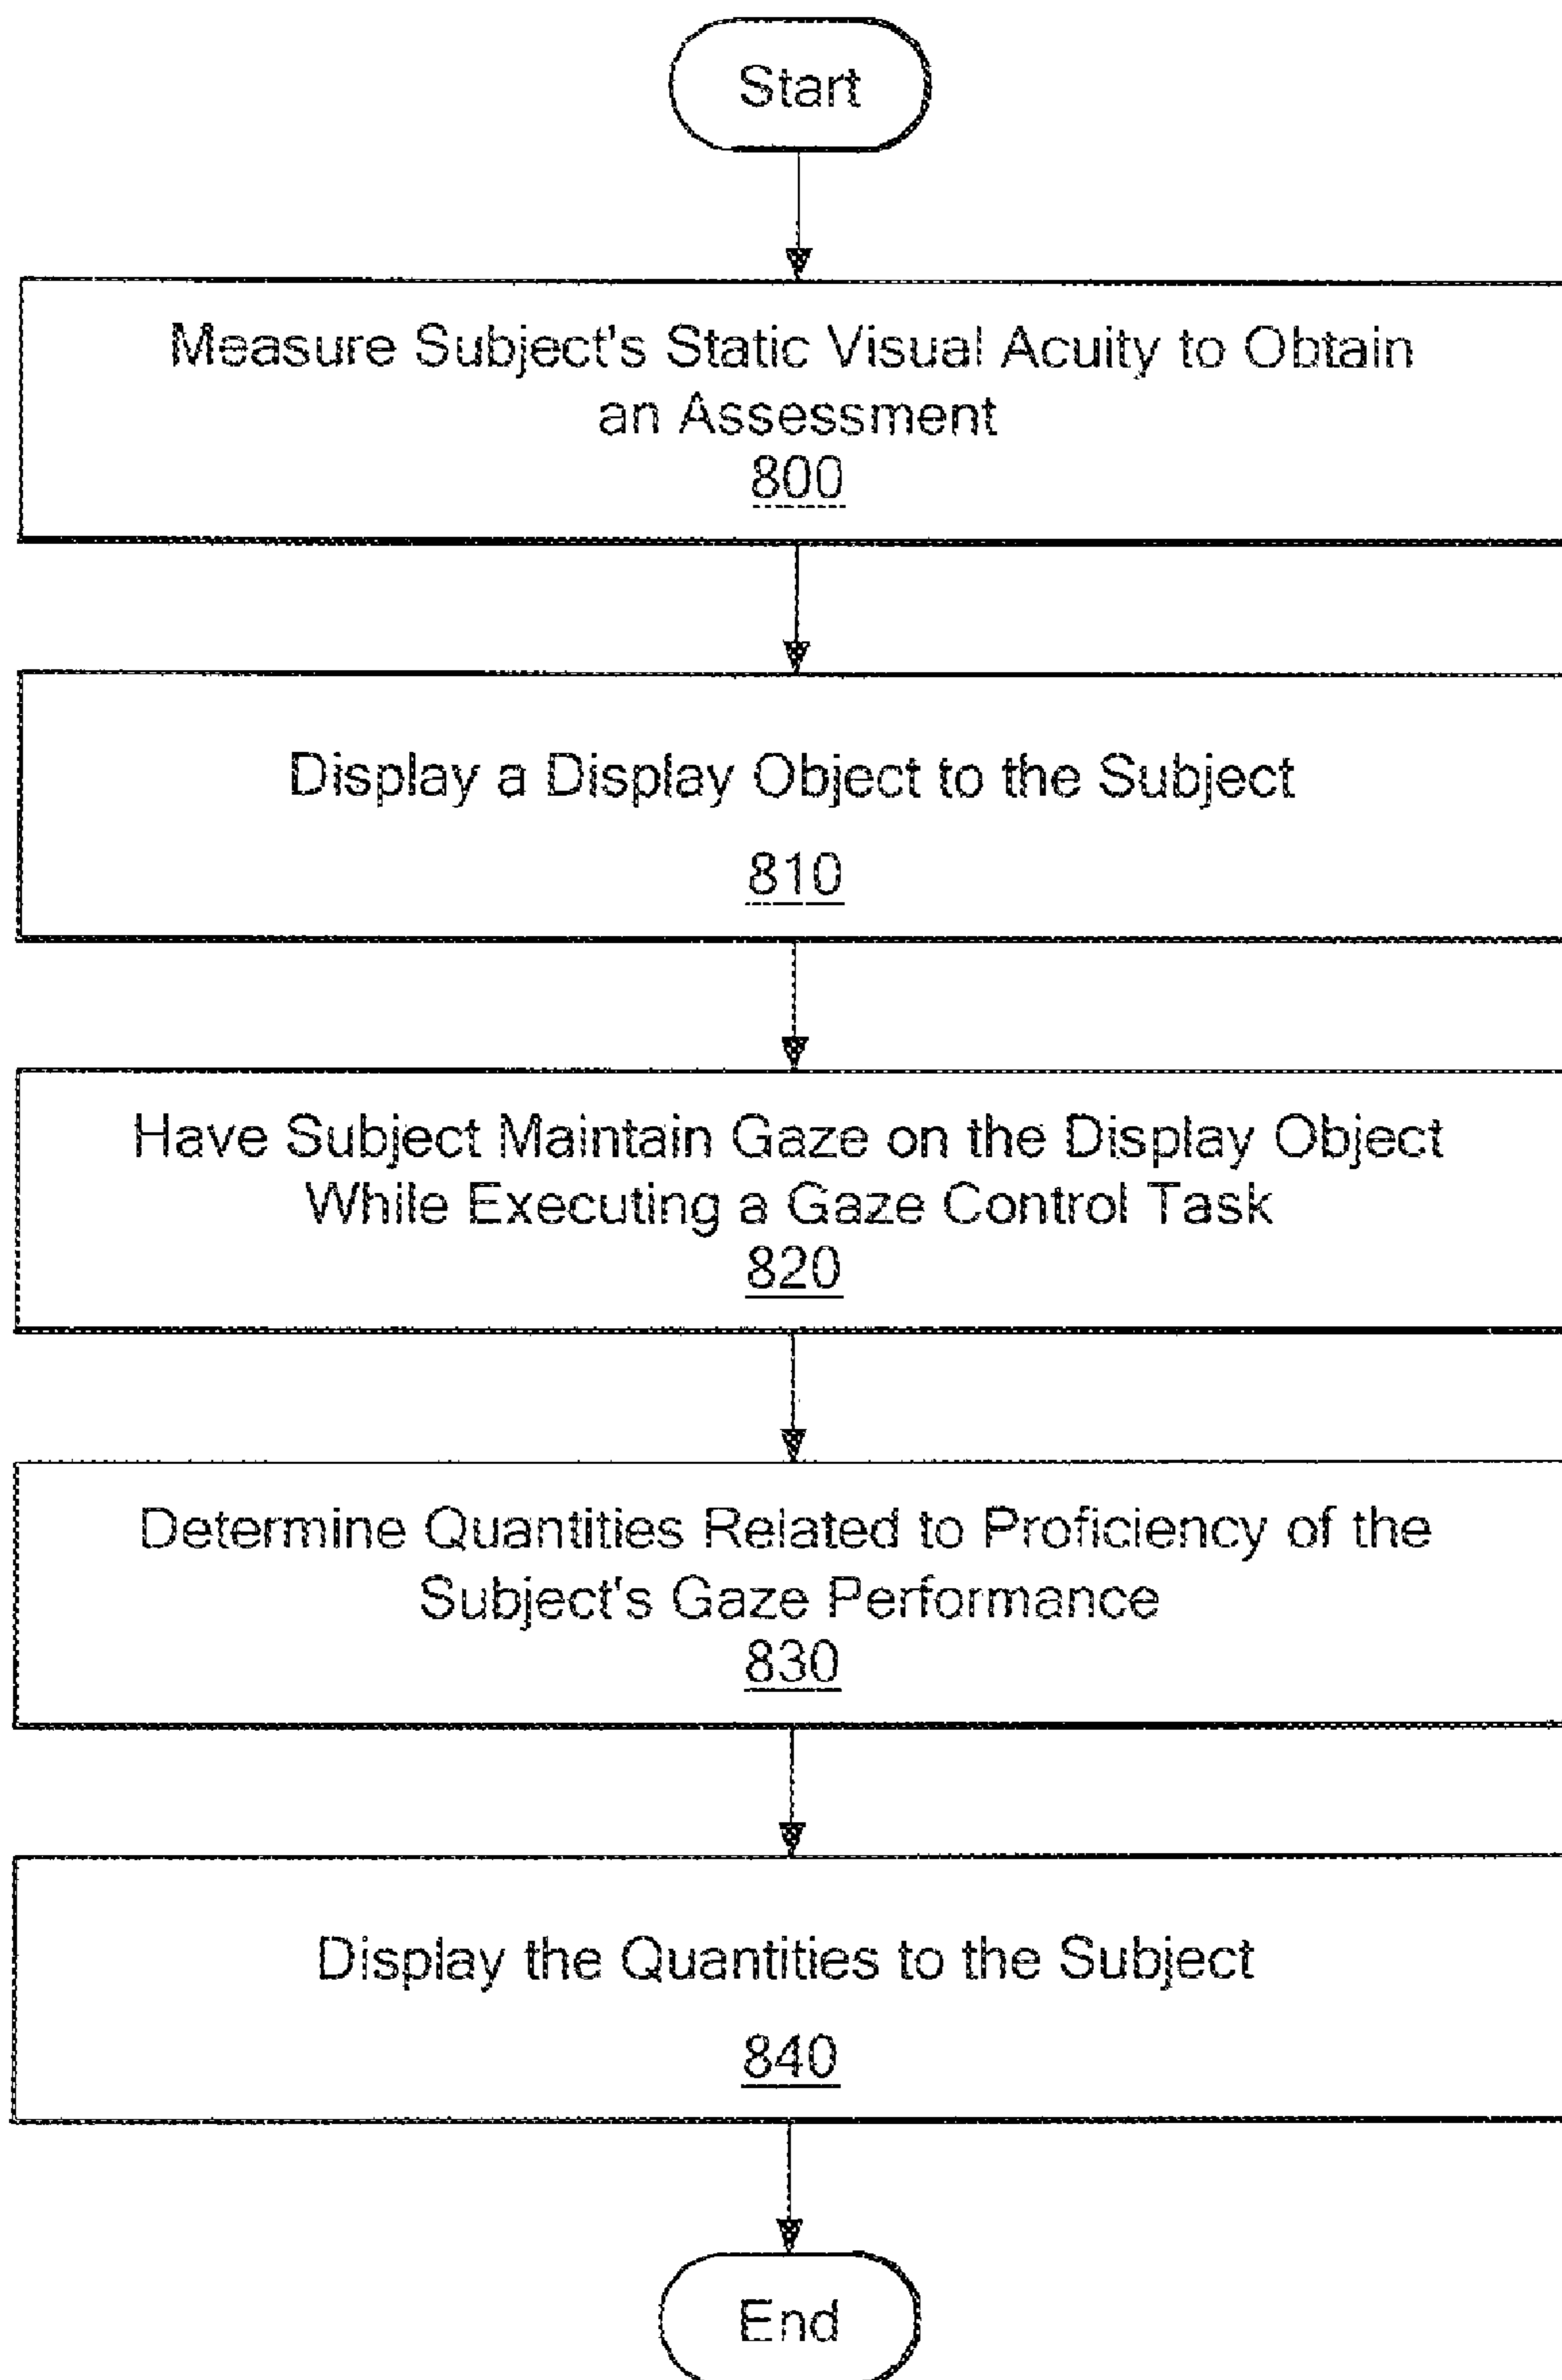 Start
Measure Subject's Static Visual Acuity to Obtain
an Assessment
800
Display a Display Object to the Subject
810
Have Subject Maintain Gaze on the Display Object
While Executing a Gaze Control Task
820
Determine Quantities Related to Proficiency of the
Subject's Gaze Performance
830
Display the Quantities to the Subject
840
End